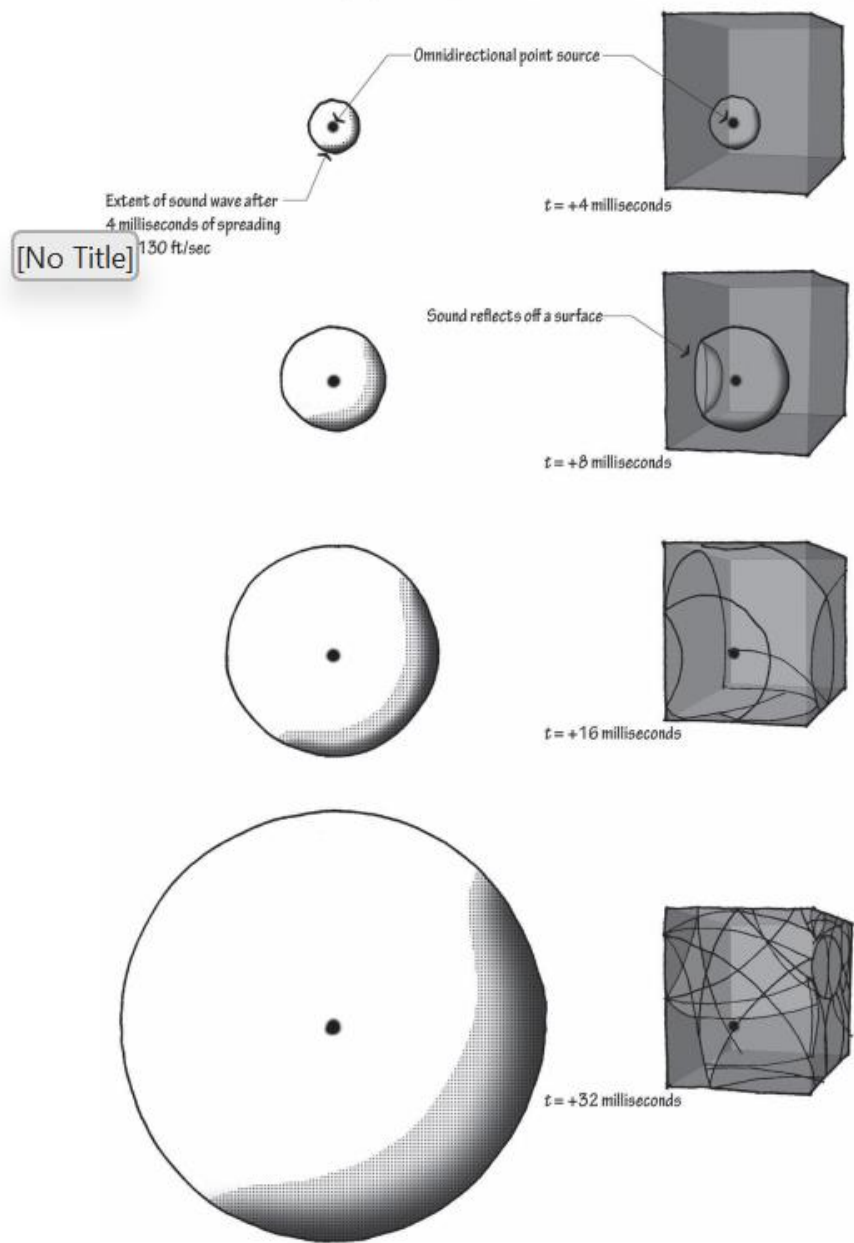 Omnidirectional point source
Extent of sound wave after
4 milliseconds of spreading
130 ft/sec
[No Title]
t = +4 milliseconds
Sound reflects off a surface
t = +8 milliseconds
t = +16 milliseconds
t = +32 milliseconds